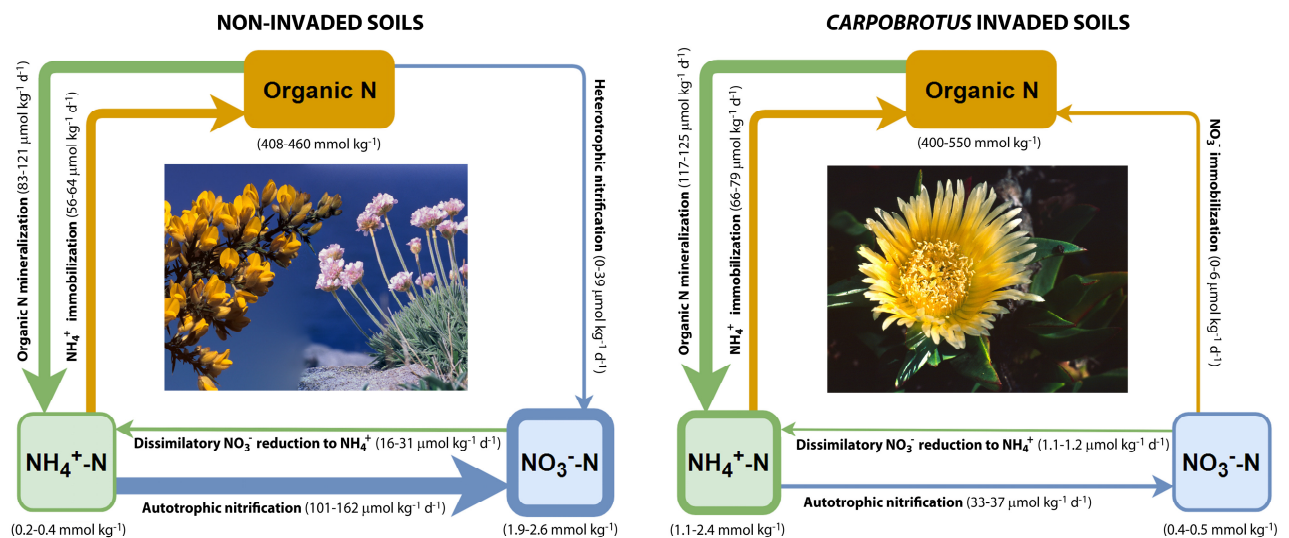 NON-INVADED SOILS
Organic N
(408-460 mmol kg⁻¹)
Organic N mineralization (83-121 μmol kg⁻¹ d⁻¹)
NH₄⁺ immobilization (56-64 μmol kg⁻¹ d⁻¹)
Heterotrophic nitrification (0-39 μmol kg⁻¹ d⁻¹)
Dissimilatory NO₃⁻ reduction to NH₄⁺ (16-31 μmol kg⁻¹ d⁻¹)
NH₄⁺-N
NO₃⁻-N
Autotrophic nitrification (101-162 μmol kg⁻¹ d⁻¹)
(0.2-0.4 mmol kg⁻¹)
(1.9-2.6 mmol kg⁻¹)
CARPOBROTUS INVADED SOILS
Organic N
(400-550 mmol kg⁻¹)
Organic N mineralization (117-125 μmol kg⁻¹ d⁻¹)
NH₄⁺ immobilization (66-79 μmol kg⁻¹ d⁻¹)
NO₃⁻ immobilization (0-6 μmol kg⁻¹ d⁻¹)
Dissimilatory NO₃⁻ reduction to NH₄⁺ (1.1-1.2 μmol kg⁻¹ d⁻¹)
NH₄⁺-N
NO₃⁻-N
Autotrophic nitrification (33-37 μmol kg⁻¹ d⁻¹)
(1.1-2.4 mmol kg⁻¹)
(0.4-0.5 mmol kg⁻¹)